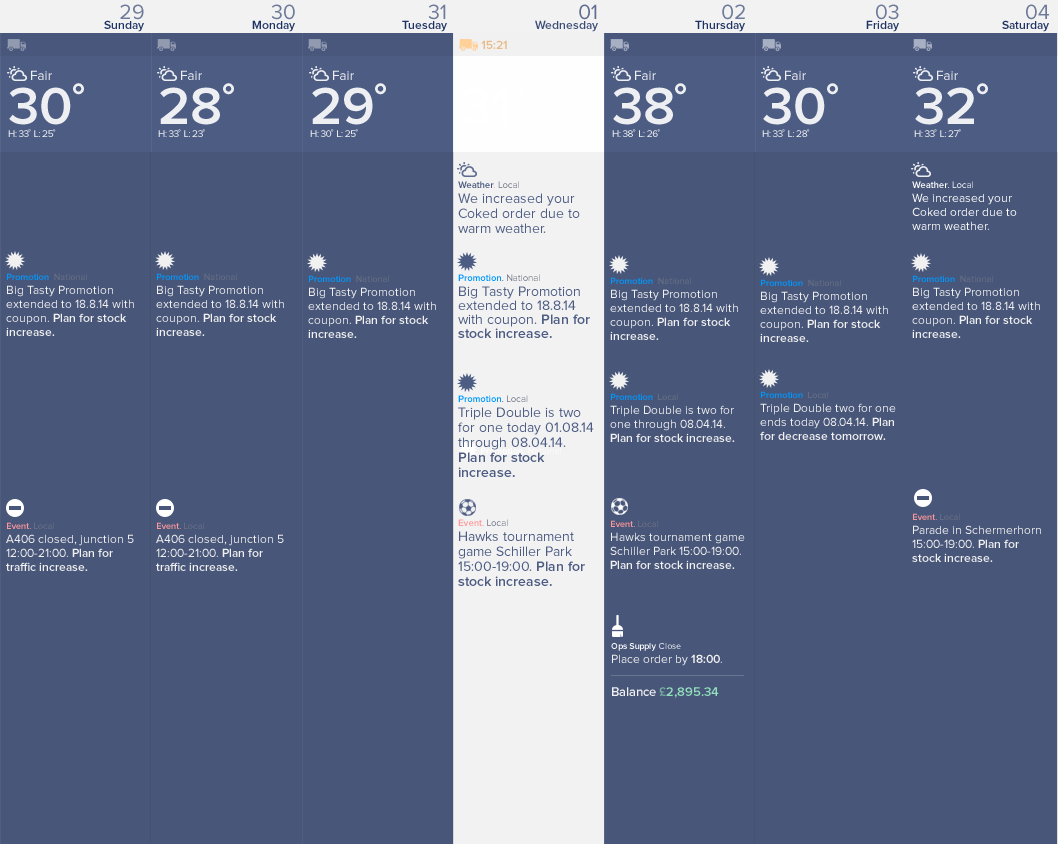 29
Sunday
30
Monday
31
Tuesday
01
Wednesday
02
Thursday
03
Friday
04
Saturday
15:21
Fair
30°
H: 33° L: 25°
Fair
28°
H: 33° L: 23°
Fair
29°
H: 30° L: 25°
Fair
38°
H: 38° L: 26°
Fair
30°
H: 33° L: 28°
Fair
32°
H: 33° L: 27°
Promotion National
Big Tasty Promotion
extended to 18.8.14 with
coupon. Plan for stock
increase.
Event. Local
A406 closed, junction 5
12:00-21:00. Plan for
traffic increase.
Promotion National
Big Tasty Promotion
extended to 18.8.14 with
coupon. Plan for stock
increase.
Event. Local
A406 closed, junction 5
12:00-21:00. Plan for
traffic increase.
Promotion National
Big Tasty Promotion
extended to 18.8.14 with
coupon. Plan for stock
increase.
Weather. Local
We increased your
Coked order due to
warm weather.
Promotion. National
Big Tasty Promotion
extended to 18.8.14
with coupon. Plan for
stock increase.
Promotion. Local
Triple Double is two
for one today 01.08.14
through 08.04.14.
Plan for stock
increase.
Event. Local
Hawks tournament
game Schiller Park
15:00-19:00. Plan for
stock increase.
Promotion National
Big Tasty Promotion
extended to 18.8.14 with
coupon. Plan for stock
increase.
Promotion Local
Triple Double is two for
one through 08.04.14.
Plan for stock increase.
Event. Local
Hawks tournament game
Schiller Park 15:00-19:00.
Plan for stock increase.
Ops Supply Close
Place order by 18:00.
Balance £2,895.34
Promotion National
Big Tasty Promotion
extended to 18.8.14 with
coupon. Plan for stock
increase.
Promotion Local
Triple Double two for one
ends today 08.04.14. Plan
for decrease tomorrow.
Weather. Local
We increased your
Coked order due to
warm weather.
Promotion National
Big Tasty Promotion
extended to 18.8.14 with
coupon. Plan for stock
increase.
Event. Local
Parade in Schermerhorn
15:00-19:00. Plan for
stock increase.